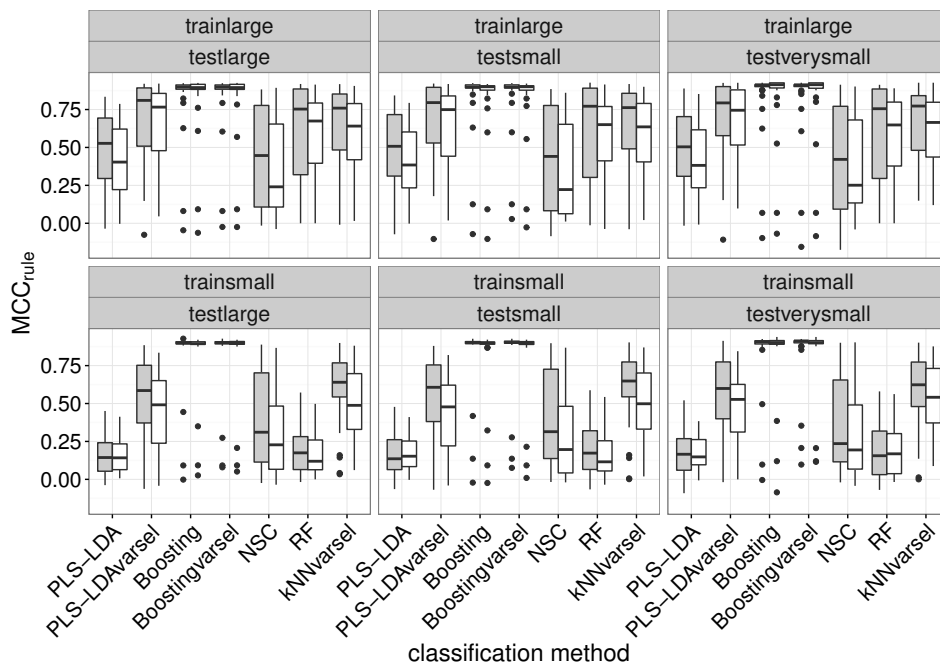 trainlarge trainlarge trainlarge
testlarge testsmall testverysmall
0.75
0.50
0.25
0.00
MCCrule
trainsmall trainsmall trainsmall
testlarge testsmall testverysmall
0.75
0.50
0.25
0.00
PLS−LDA PLS−LDAvarsel Boosting Boostingvarsel NSC RF kNNvarsel PLS−LDA PLS−LDAvarsel Boosting Boostingvarsel NSC RF kNNvarsel PLS−LDA PLS−LDAvarsel Boosting Boostingvarsel NSC RF kNNvarsel
classification method